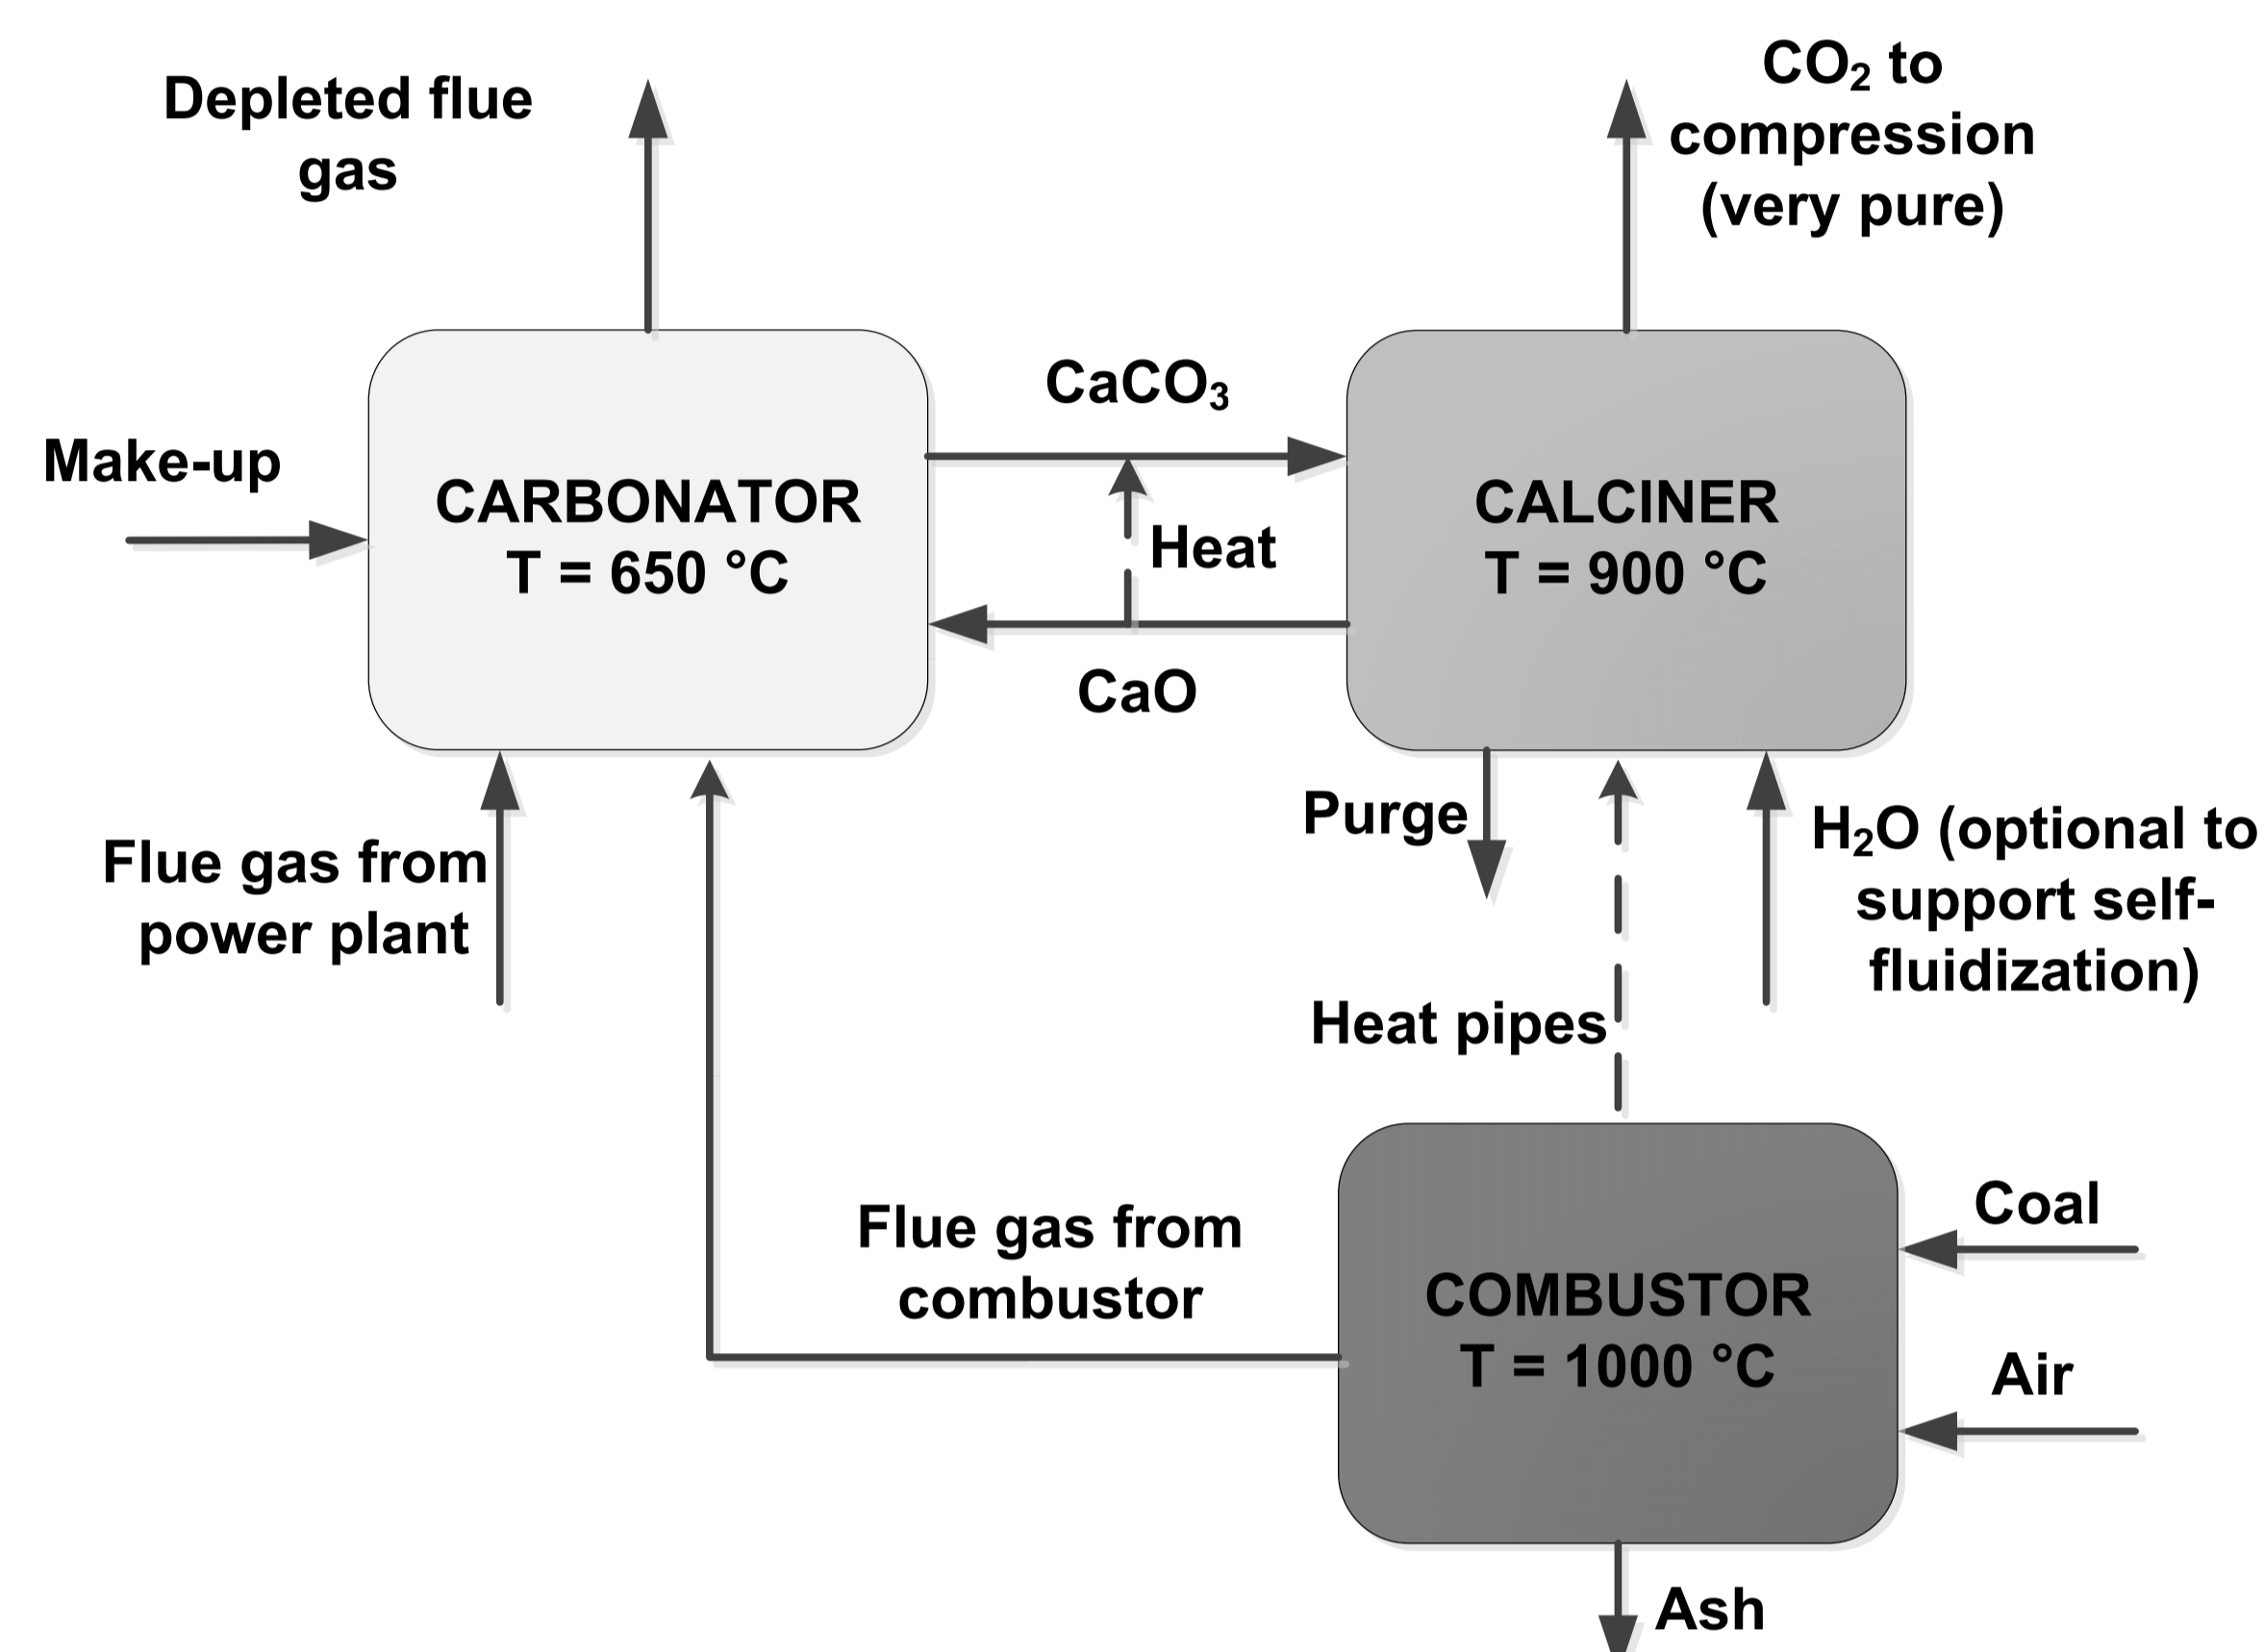 Depleted flue
gas
CO₂ to
compression
(very pure)
Make-up
CARBONATOR
T = 650 °C
CaCO₃
Heat
CaO
CALCINER
T = 900 °C
Flue gas from
power plant
Purge
H₂O (optional to
support self-
fluidization)
Heat pipes
Flue gas from
combustor
COMBUSTOR
T = 1000 °C
Coal
Air
Ash